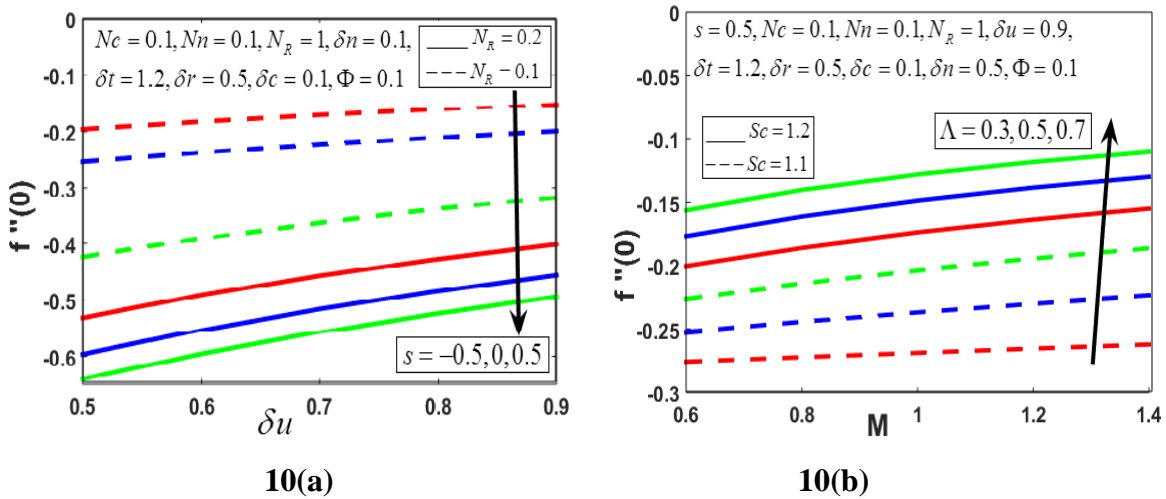 0
-0.1
-0.2
-0.3
-0.4
-0.5
-0.6
f "(0)
Nc = 0.1, Nn = 0.1, N_R = 1, δn = 0.1,
δt = 1.2, δr = 0.5, δc = 0.1, Φ = 0.1
N_R = 0.2
N_R = 0.1
s = −0.5, 0, 0.5
0.5 0.6 0.7 0.8 0.9
δu
10(a)
0
-0.05
-0.1
-0.15
-0.2
-0.25
-0.3
f "(0)
s = 0.5, Nc = 0.1, Nn = 0.1, N_R = 1, δu = 0.9,
δt = 1.2, δr = 0.5, δc = 0.1, δn = 0.5, Φ = 0.1
Sc = 1.2
Sc = 1.1
Λ = 0.3, 0.5, 0.7
0.6 0.8 1 1.2 1.4
M
10(b)